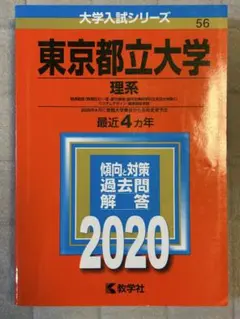 大学入試シリーズ
56
東京都立大学
理系
最近4カ年
傾向と対策
過去問
解答
2020
教学社